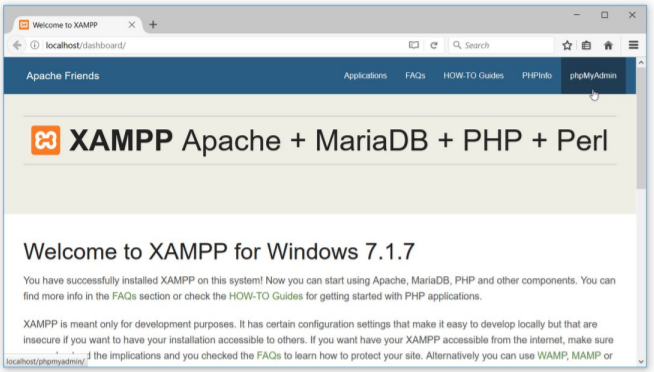 Welcome to XAMPP
localhost/dashboard/
Search
Apache Friends
Applications FAQs HOW-TO Guides PHPInfo phpMyAdmin
XAMPP Apache + MariaDB + PHP + Perl
Welcome to XAMPP for Windows 7.1.7
You have successfully installed XAMPP on this system! Now you can start using Apache, MariaDB, PHP and other components. You can
find more info in the FAQs section or check the HOW-TO Guides for getting started with PHP applications.
XAMPP is meant only for development purposes. It has certain configuration settings that make it easy to develop locally but that are
insecure if you want to have your installation accessible to others. If you want have your XAMPP accessible from the internet, make sure
the implications and you checked the FAQs to learn how to protect your site. Alternatively you can use WAMP, MAMP or
localhost/phpmyadmin/